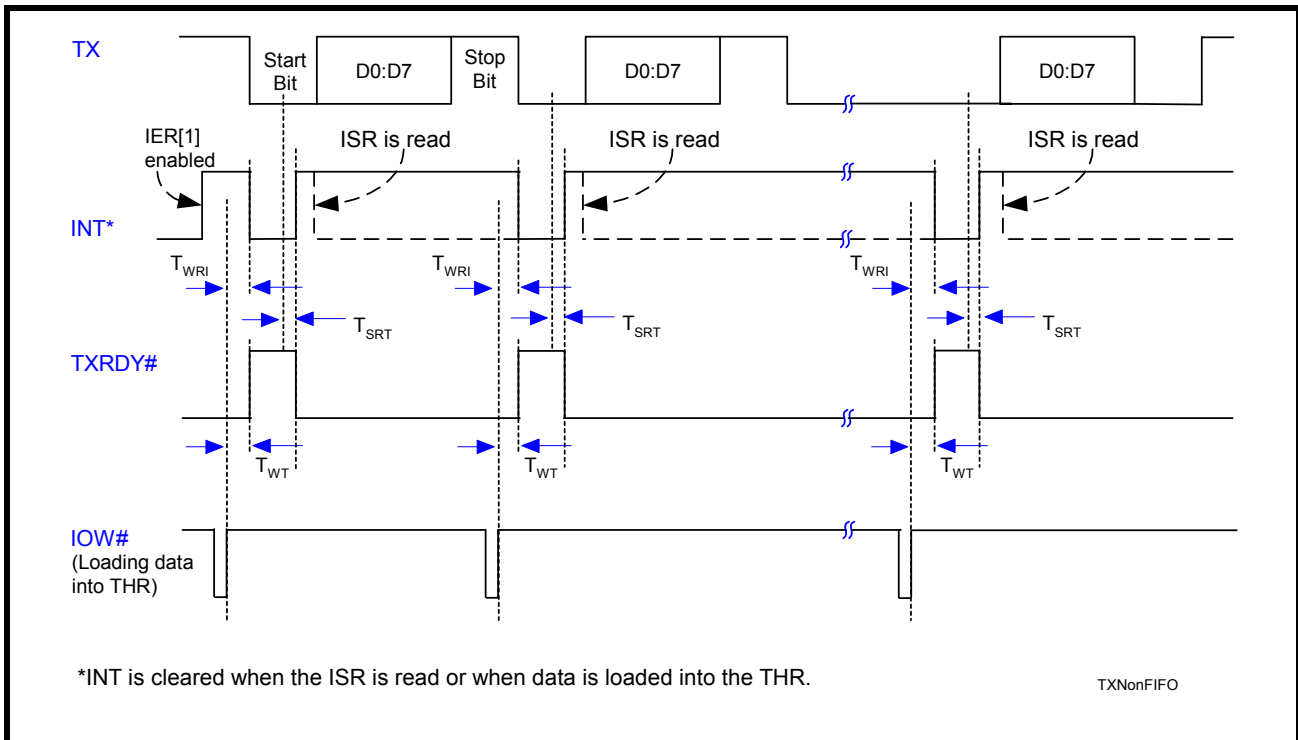 TX
Start
Bit
D0:D7
Stop
Bit
D0:D7
D0:D7
IER[1]
enabled
ISR is read
ISR is read
ISR is read
INT*
TWRI
TWRI
TWRI
TSRT
TSRT
TSRT
TXRDY#
TWT
TWT
TWT
IOW#
(Loading data
into THR)
*INT is cleared when the ISR is read or when data is loaded into the THR.
TXNonFIFO